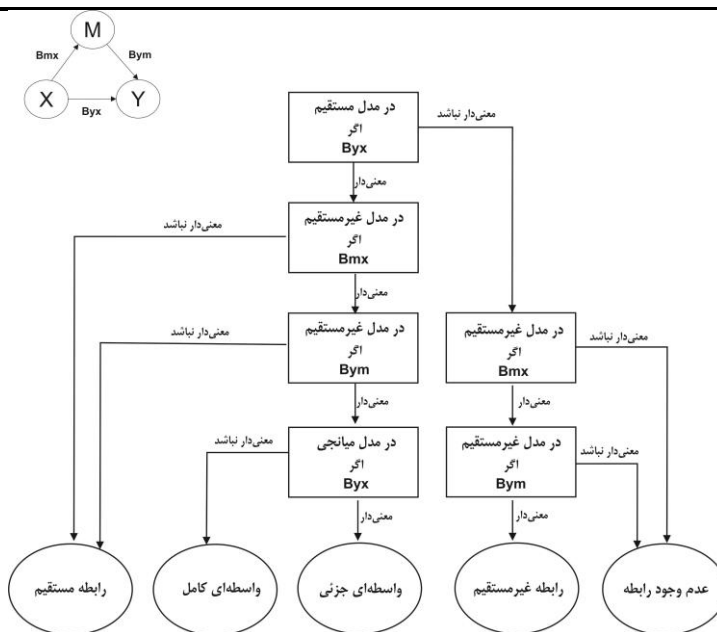 M
Bmx
Bym
X
Y
Byx
در مدل مستقیم
اگر
Byx
معنی‌دار نباشد
معنی‌دار
در مدل غیرمستقیم
اگر
Bmx
معنی‌دار نباشد
معنی‌دار
در مدل غیرمستقیم
اگر
Bym
معنی‌دار نباشد
معنی‌دار
در مدل غیرمستقیم
اگر
Bmx
معنی‌دار نباشد
معنی‌دار
در مدل میانجی
اگر
Byx
معنی‌دار نباشد
معنی‌دار
در مدل غیرمستقیم
اگر
Bym
معنی‌دار نباشد
معنی‌دار
عدم وجود رابطه
رابطه غیرمستقیم
واسطه‌ای جزئی
واسطه‌ای کامل
رابطه مستقیم